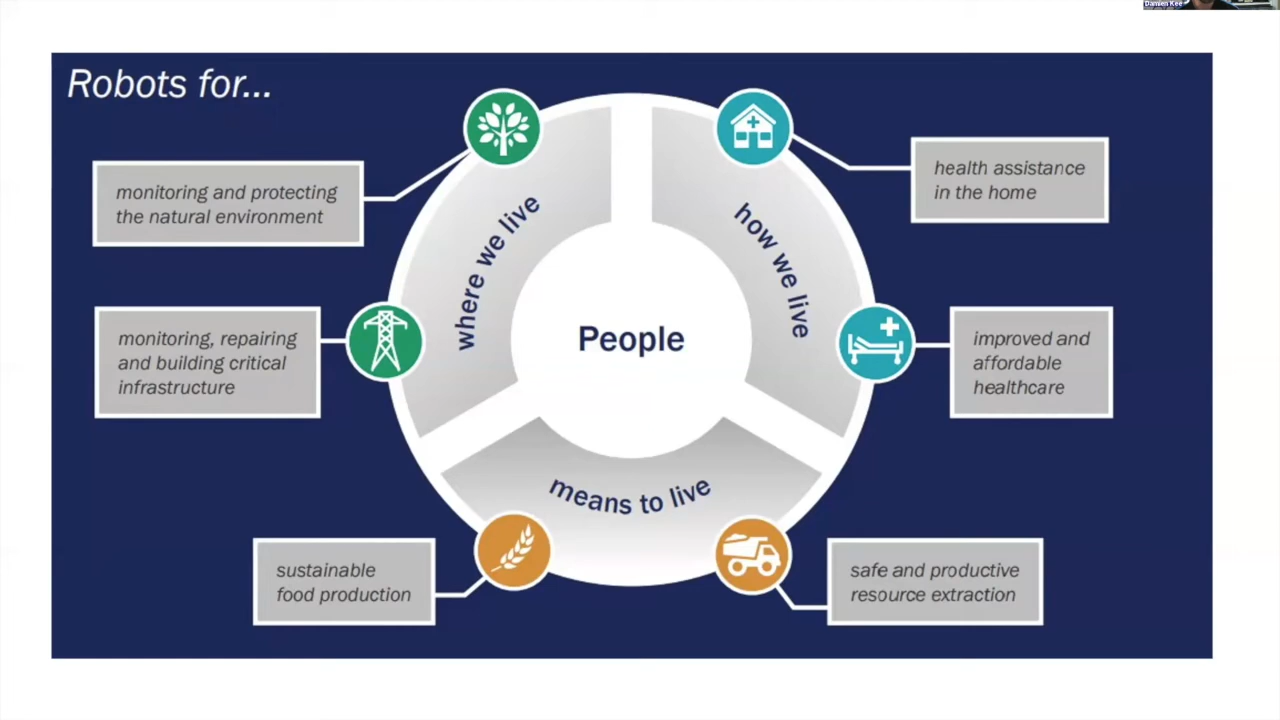 Damien Kee
Robots for...
monitoring and protecting
the natural environment
monitoring, repairing
and building critical
infrastructure
sustainable
food production
where we live
how we live
People
means to live
health assistance
in the home
improved and
affordable
healthcare
safe and productive
resource extraction